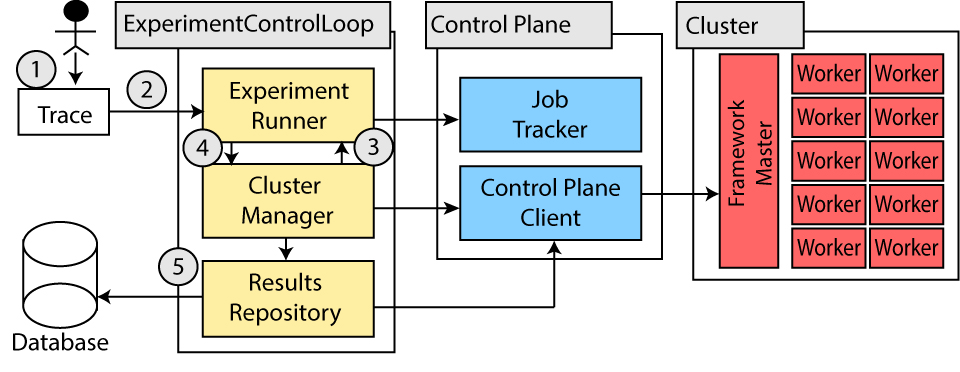 ExperimentControlLoop
Control Plane
Cluster
1
2
Trace
Experiment
Runner
4
3
Cluster
Manager
5
Results
Repository
Database
Job
Tracker
Control Plane
Client
Framework
Master
Worker Worker
Worker Worker
Worker Worker
Worker Worker
Worker Worker